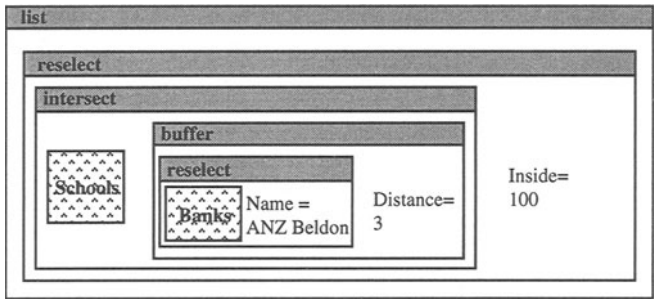 list
reselect
intersect
buffer
reselect
Schools
Banks
Name =
ANZ Beldon
Distance=
3
Inside=
100